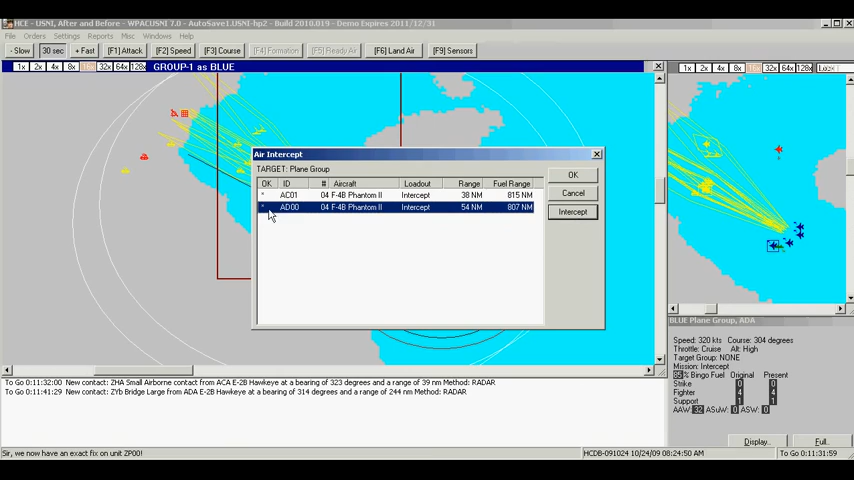 HCE - USNI, After and Before - WPACUSNI 7.0 - AutoSave1.USNI-hp2 - Build 2010.019 - Demo Expires 2011/12/31
File Orders Settings Reports Misc Windows Help
- Slow 30 sec + Fast [F1] Attack [F2] Speed [F3] Course [F4] Formation [F5] Ready Air [F6] Land Air [F9] Sensors
1x 2x 4x 8x 16x 32x 64x 128x GROUP-1 as BLUE
1x 2x 4x 8x 16x 32x 64x 128x
Air Intercept
TARGET: Plane Group
OK ID # Aircraft Loadout Range Fuel Range
* AC01 04 F-4B Phantom II Intercept 38 NM 815 NM
* AD00 04 F-4B Phantom II Intercept 54 NM 807 NM
OK
Cancel
Intercept
BLUE Plane Group, ADA
Speed: 320 kts Course: 304 degrees
Throttle: Cruise Alt: High
Target Group: NONE
Mission: Intercept
% Bingo Fuel Original Present
Strike 0 0
Fighter 4 4
Support 1 1
AAW: 32 ASuW: 0 ASW: 0
Display.. Full..
To Go 0:11:32:00 New contact: ZHA Small Airborne contact from ACA E-2B Hawkeye at a bearing of 323 degrees and a range of 39 nm Method: RADAR
To Go 0:11:41:29 New contact: ZYb Bridge Large from ADA E-2B Hawkeye at a bearing of 314 degrees and a range of 244 nm Method: RADAR
Sir, we now have an exact fix on unit ZP00! HCDB-091024 10/24/09 08:24:50 AM To Go 0:11:31:59